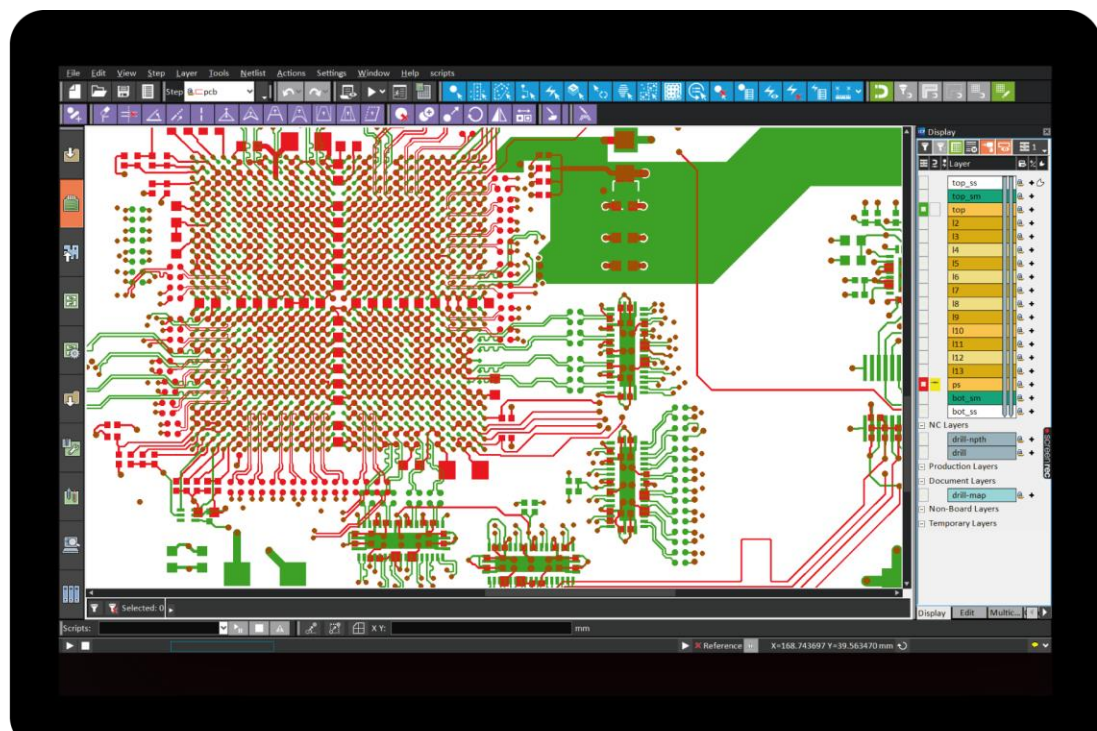 File Edit View Step Layer Tools Netlist Actions Settings Window Help scripts
Step pcb
Display
1
Layer
top_ss
top_sm
top
l2
l3
l4
l5
l6
l7
l8
l9
l10
l11
l12
l13
ps
bot_sm
bot_ss
NC Layers
drill-npth
drill
Production Layers
Document Layers
drill-map
Non-Board Layers
Temporary Layers
screenrec
Selected: 0
Display Edit Multic...
Scripts: X Y: mm
Reference X=168.743697 Y=39.563470 mm